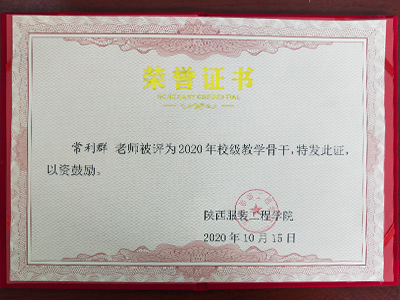 荣誉证书
常利群 老师被评为2020年校级教学骨干,特发此证,
以资鼓励。
陕西服装工程学院
2020年10月15日